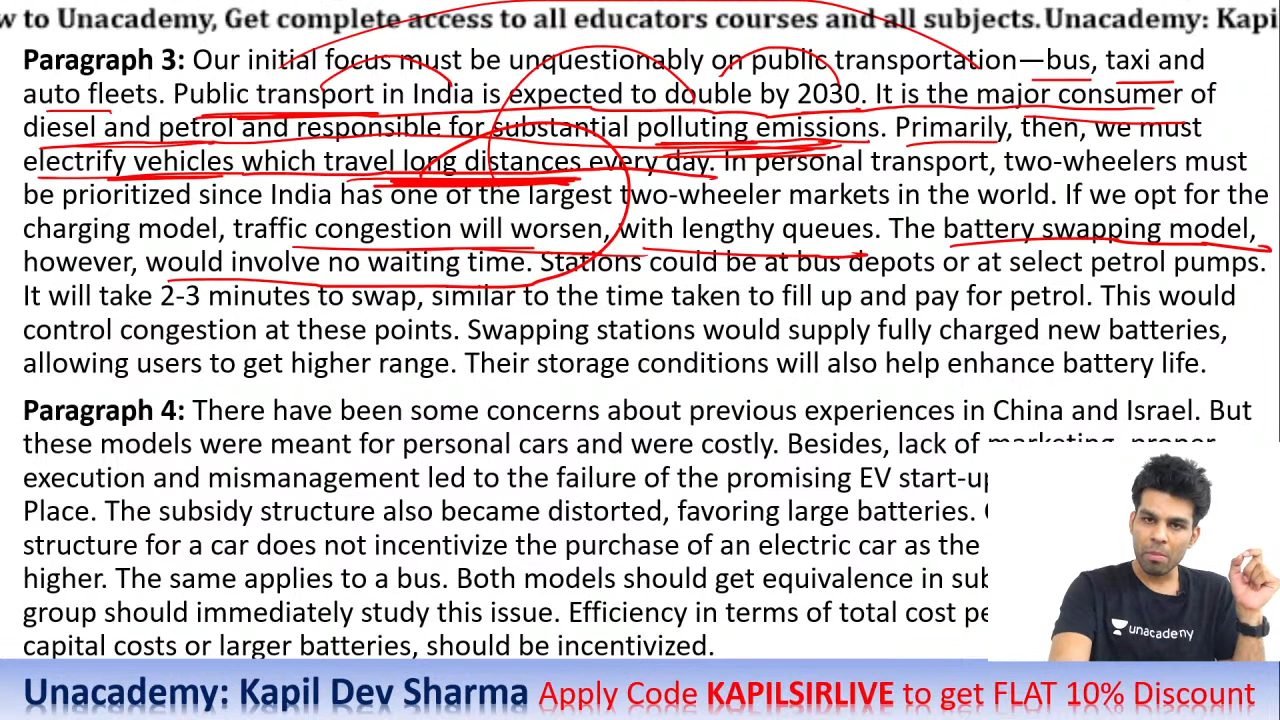 w to Unacademy, Get complete access to all educators courses and all subjects. Unacademy: Kapi
Paragraph 3: Our initial focus must be unquestionably on public transportation—bus, taxi and
auto fleets. Public transport in India is expected to double by 2030. It is the major consumer of
diesel and petrol and responsible for substantial polluting emissions. Primarily, then, we must
electrify vehicles which travel long distances every day. In personal transport, two-wheelers must
be prioritized since India has one of the largest two-wheeler markets in the world. If we opt for the
charging model, traffic congestion will worsen, with lengthy queues. The battery swapping model,
however, would involve no waiting time. Stations could be at bus depots or at select petrol pumps.
It will take 2-3 minutes to swap, similar to the time taken to fill up and pay for petrol. This would
control congestion at these points. Swapping stations would supply fully charged new batteries,
allowing users to get higher range. Their storage conditions will also help enhance battery life.
Paragraph 4: There have been some concerns about previous experiences in China and Israel. But
these models were meant for personal cars and were costly. Besides, lack of marketing, proper
execution and mismanagement led to the failure of the promising EV start-up
Place. The subsidy structure also became distorted, favoring large batteries.
structure for a car does not incentivize the purchase of an electric car as the
higher. The same applies to a bus. Both models should get equivalence in sub
group should immediately study this issue. Efficiency in terms of total cost pe
capital costs or larger batteries, should be incentivized.
unacademy
Unacademy: Kapil Dev Sharma Apply Code KAPILSIRLIVE to get FLAT 10% Discount